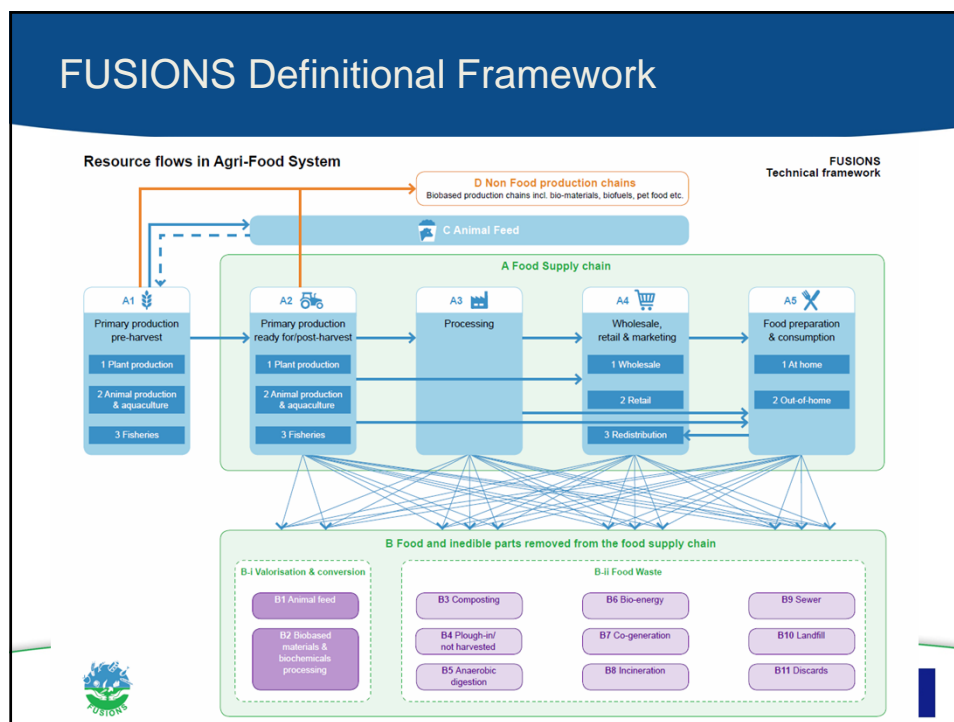 FUSIONS Definitional Framework
Resource flows in Agri-Food System
FUSIONS
Technical framework
D Non Food production chains
Biobased production chains incl. bio-materials, biofuels, pet food etc.
C Animal Feed
A Food Supply chain
A1
Primary production
pre-harvest
1 Plant production
2 Animal production
& aquaculture
3 Fisheries
A2
Primary production
ready for/post-harvest
1 Plant production
2 Animal production
& aquaculture
3 Fisheries
A3
Processing
A4
Wholesale,
retail & marketing
1 Wholesale
2 Retail
3 Redistribution
A5
Food preparation
& consumption
1 At home
2 Out-of-home
B Food and inedible parts removed from the food supply chain
B-i Valorisation & conversion
B1 Animal feed
B2 Biobased
materials &
biochemicals
processing
B-ii Food Waste
B3 Composting
B4 Plough-in/
not harvested
B5 Anaerobic
digestion
B6 Bio-energy
B7 Co-generation
B8 Incineration
B9 Sewer
B10 Landfill
B11 Discards
FUSIONS